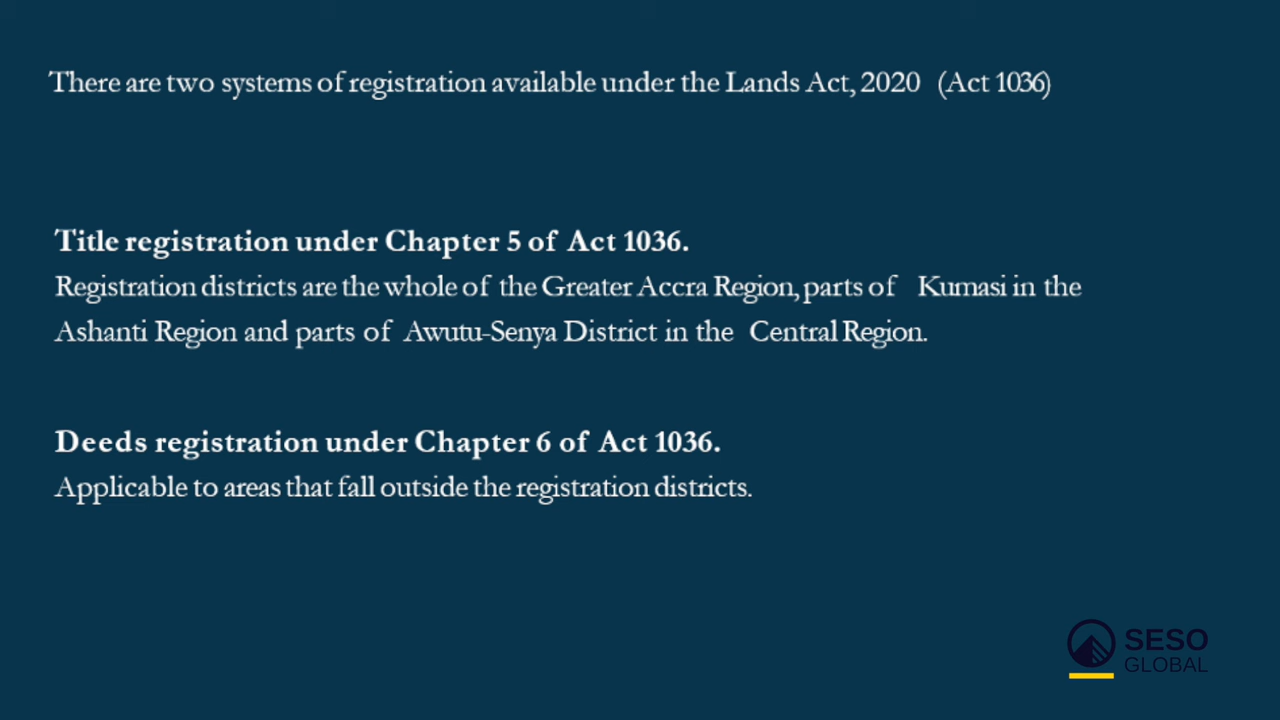 There are two systems of registration available under the Lands Act, 2020 (Act 1036)
Title registration under Chapter 5 of Act 1036.
Registration districts are the whole of the Greater Accra Region, parts of Kumasi in the
Ashanti Region and parts of Awutu-Senya District in the Central Region.
Deeds registration under Chapter 6 of Act 1036.
Applicable to areas that fall outside the registration districts.
SESO
GLOBAL